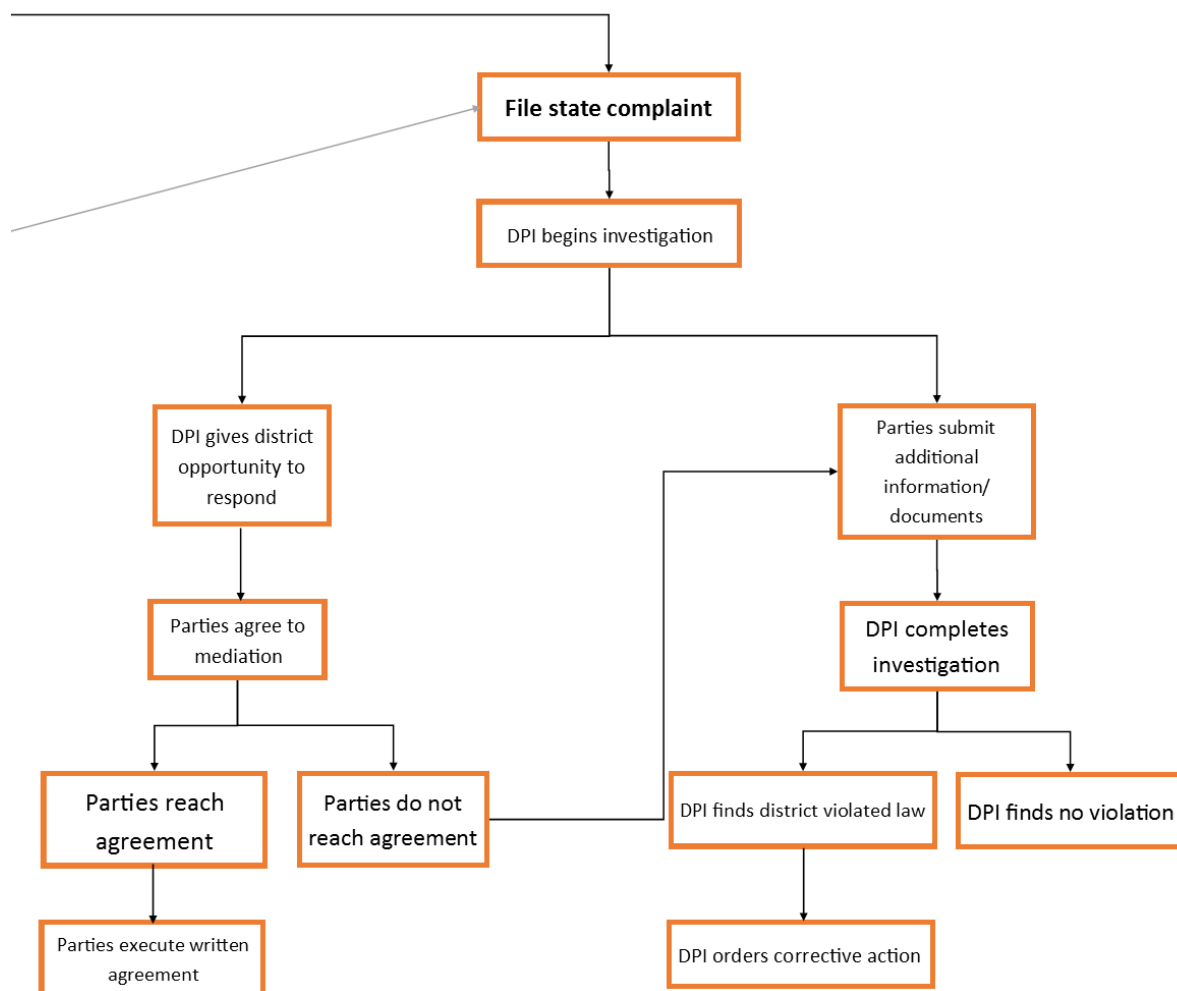 File state complaint
DPI begins investigation
DPI gives district
opportunity to
respond
Parties submit
additional
information/
documents
Parties agree to
mediation
DPI completes
investigation
Parties reach
agreement
Parties do not
reach agreement
DPI finds district violated law
DPI finds no violation
Parties execute written
agreement
DPI orders corrective action